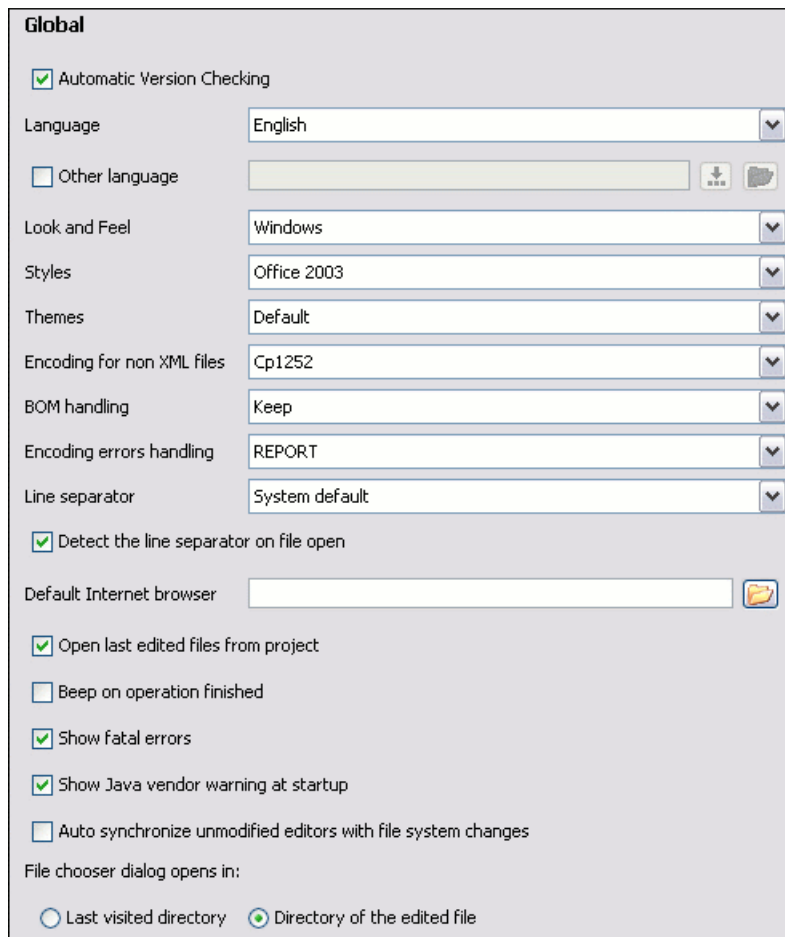 Global
Automatic Version Checking
Language English
Other language
Look and Feel Windows
Styles Office 2003
Themes Default
Encoding for non XML files Cp1252
BOM handling Keep
Encoding errors handling REPORT
Line separator System default
Detect the line separator on file open
Default Internet browser
Open last edited files from project
Beep on operation finished
Show fatal errors
Show Java vendor warning at startup
Auto synchronize unmodified editors with file system changes
File chooser dialog opens in:
Last visited directory Directory of the edited file